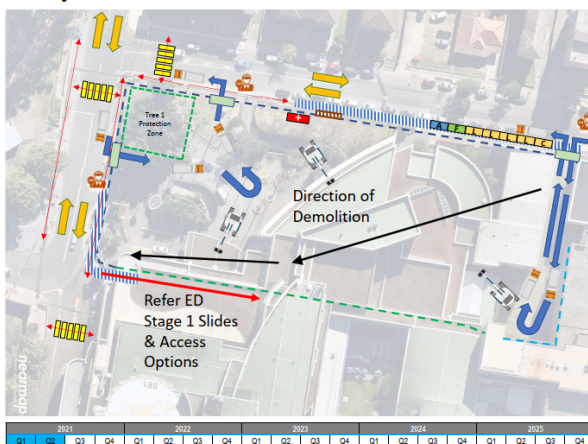 Tree 1
Protection
Zone
A
F
C
Direction of
Demolition
Refer ED
Stage 1 Slides
& Access
Options
nearmap
2021 2022 2023 2024 2025
Q1 Q2 Q3 Q4 Q1 Q2 Q3 Q4 Q1 Q2 Q3 Q4 Q1 Q2 Q3 Q4 Q1 Q2 Q3 Q4